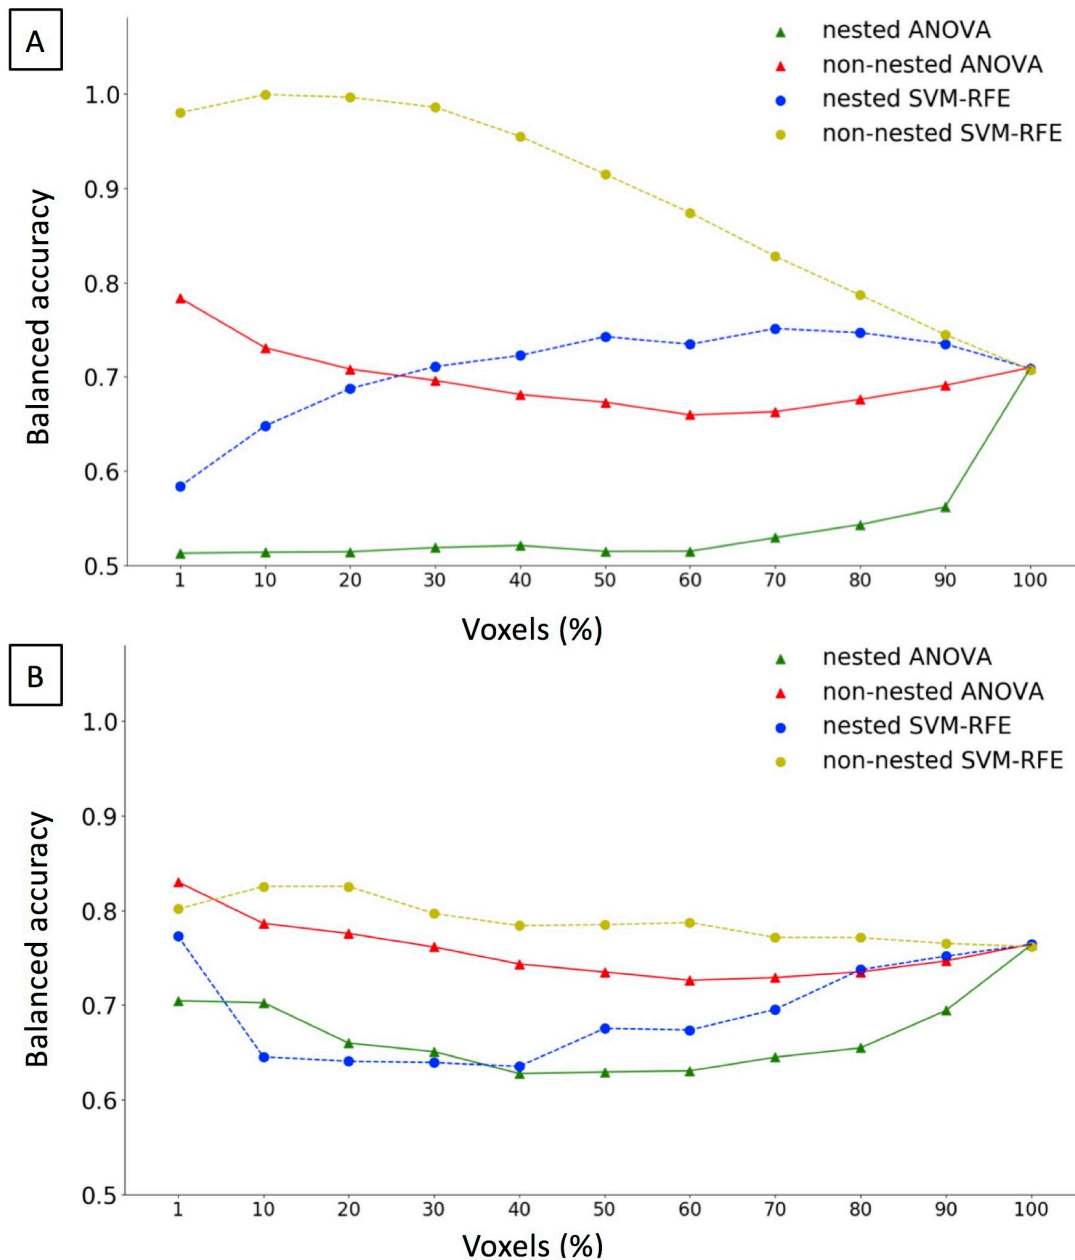 A
nested ANOVA
non-nested ANOVA
nested SVM-RFE
non-nested SVM-RFE
1.0
0.9
0.8
0.7
0.6
0.5
Balanced accuracy
1 10 20 30 40 50 60 70 80 90 100
Voxels (%)
B
nested ANOVA
non-nested ANOVA
nested SVM-RFE
non-nested SVM-RFE
1.0
0.9
0.8
0.7
0.6
0.5
Balanced accuracy
1 10 20 30 40 50 60 70 80 90 100
Voxels (%)